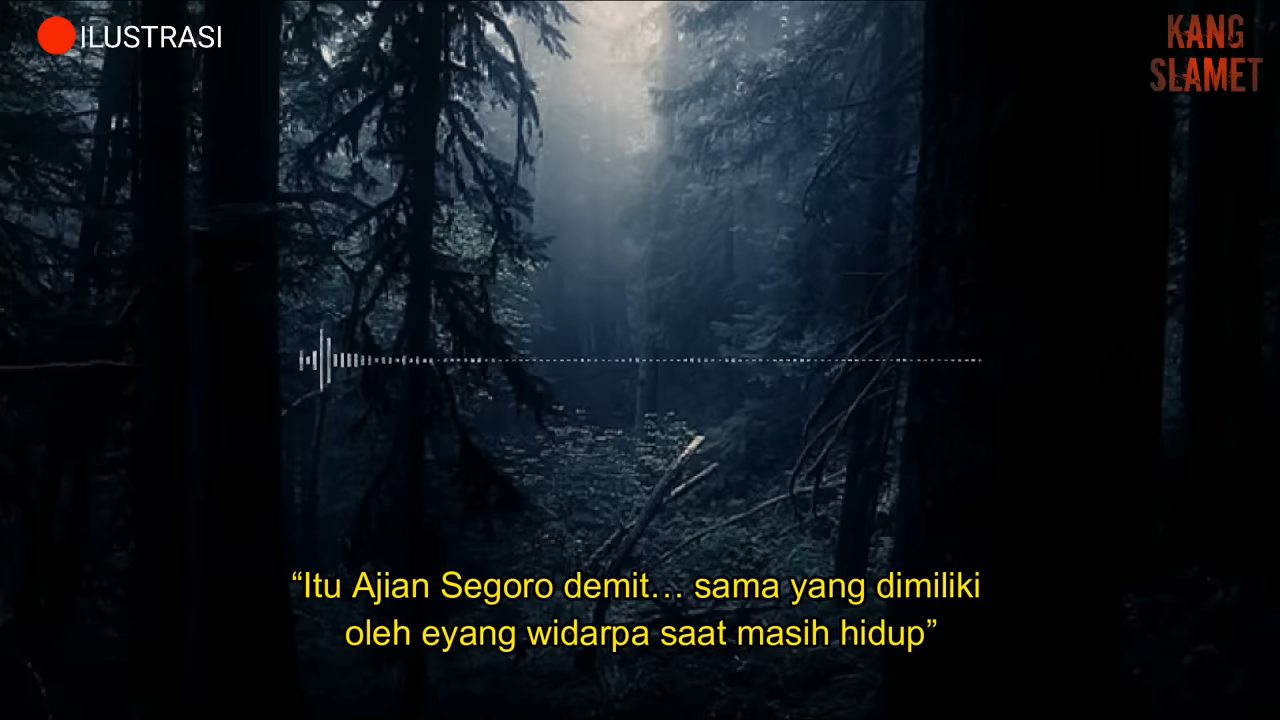 ILUSTRASI
KANG
SLAMET
“Itu Ajian Segoro demit… sama yang dimiliki
oleh eyang widarpa saat masih hidup”